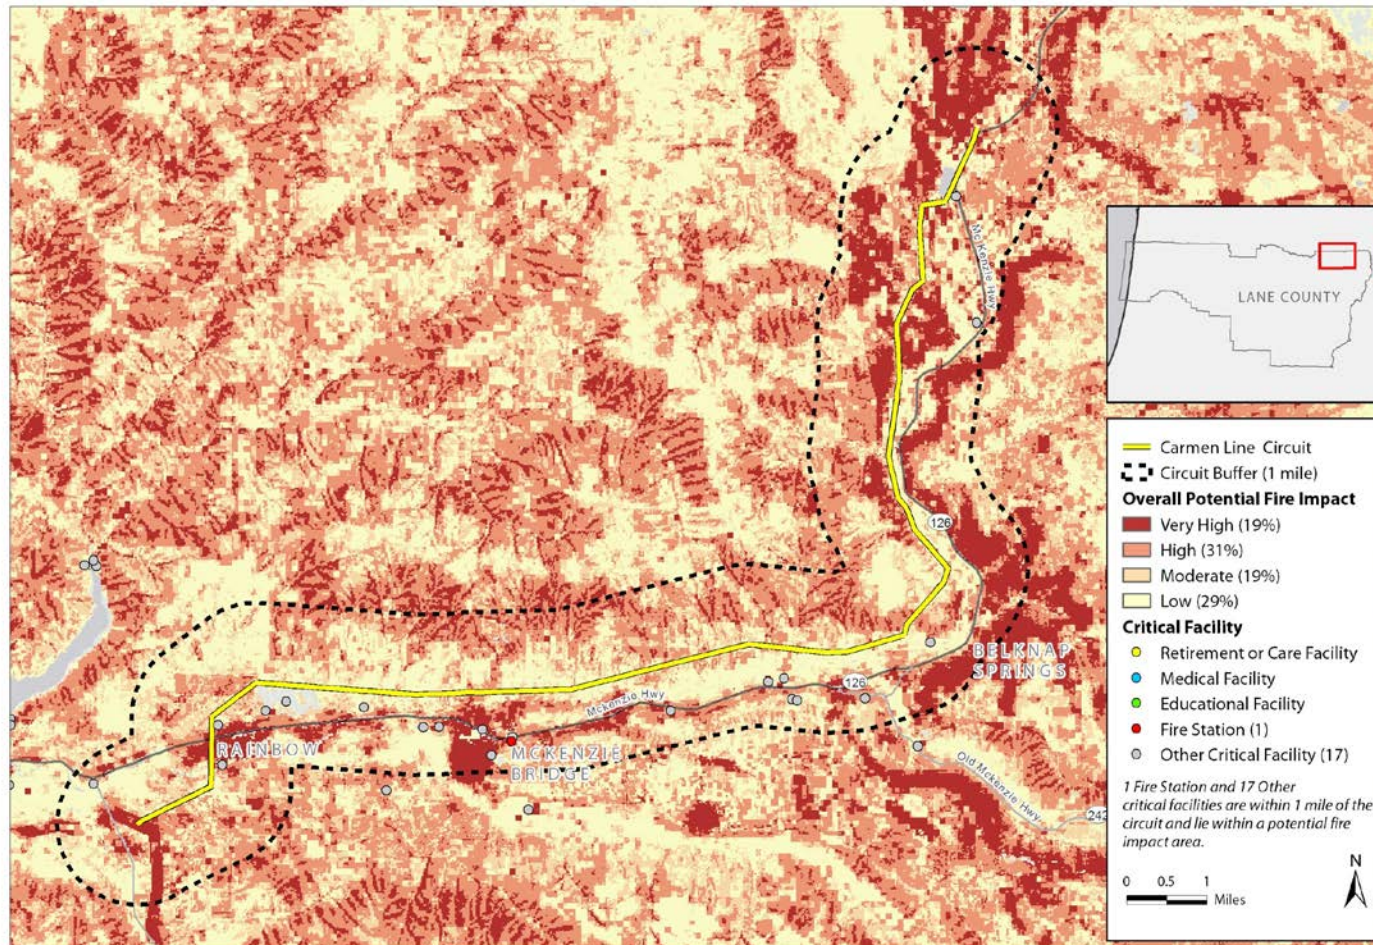 Mc Kenzie Hwy
126
BELKNAP
SPRINGS
126
Mckenzie Hwy
RAINBOW
MCKENZIE
BRIDGE
Old Mckenzie Hwy
242
LANE COUNTY
Carmen Line Circuit
Circuit Buffer (1 mile)
Overall Potential Fire Impact
Very High (19%)
High (31%)
Moderate (19%)
Low (29%)
Critical Facility
Retirement or Care Facility
Medical Facility
Educational Facility
Fire Station (1)
Other Critical Facility (17)
1 Fire Station and 17 Other
critical facilities are within 1 mile of the
circuit and lie within a potential fire
impact area.
N
0 0.5 1
Miles